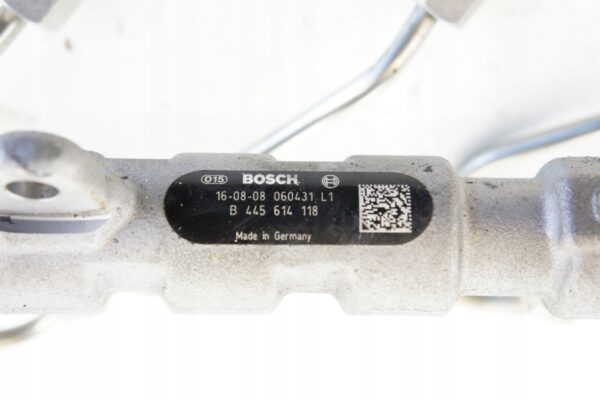 015 BOSCH
16-08-08 060431 L1
B 445 614 118
Made in Germany